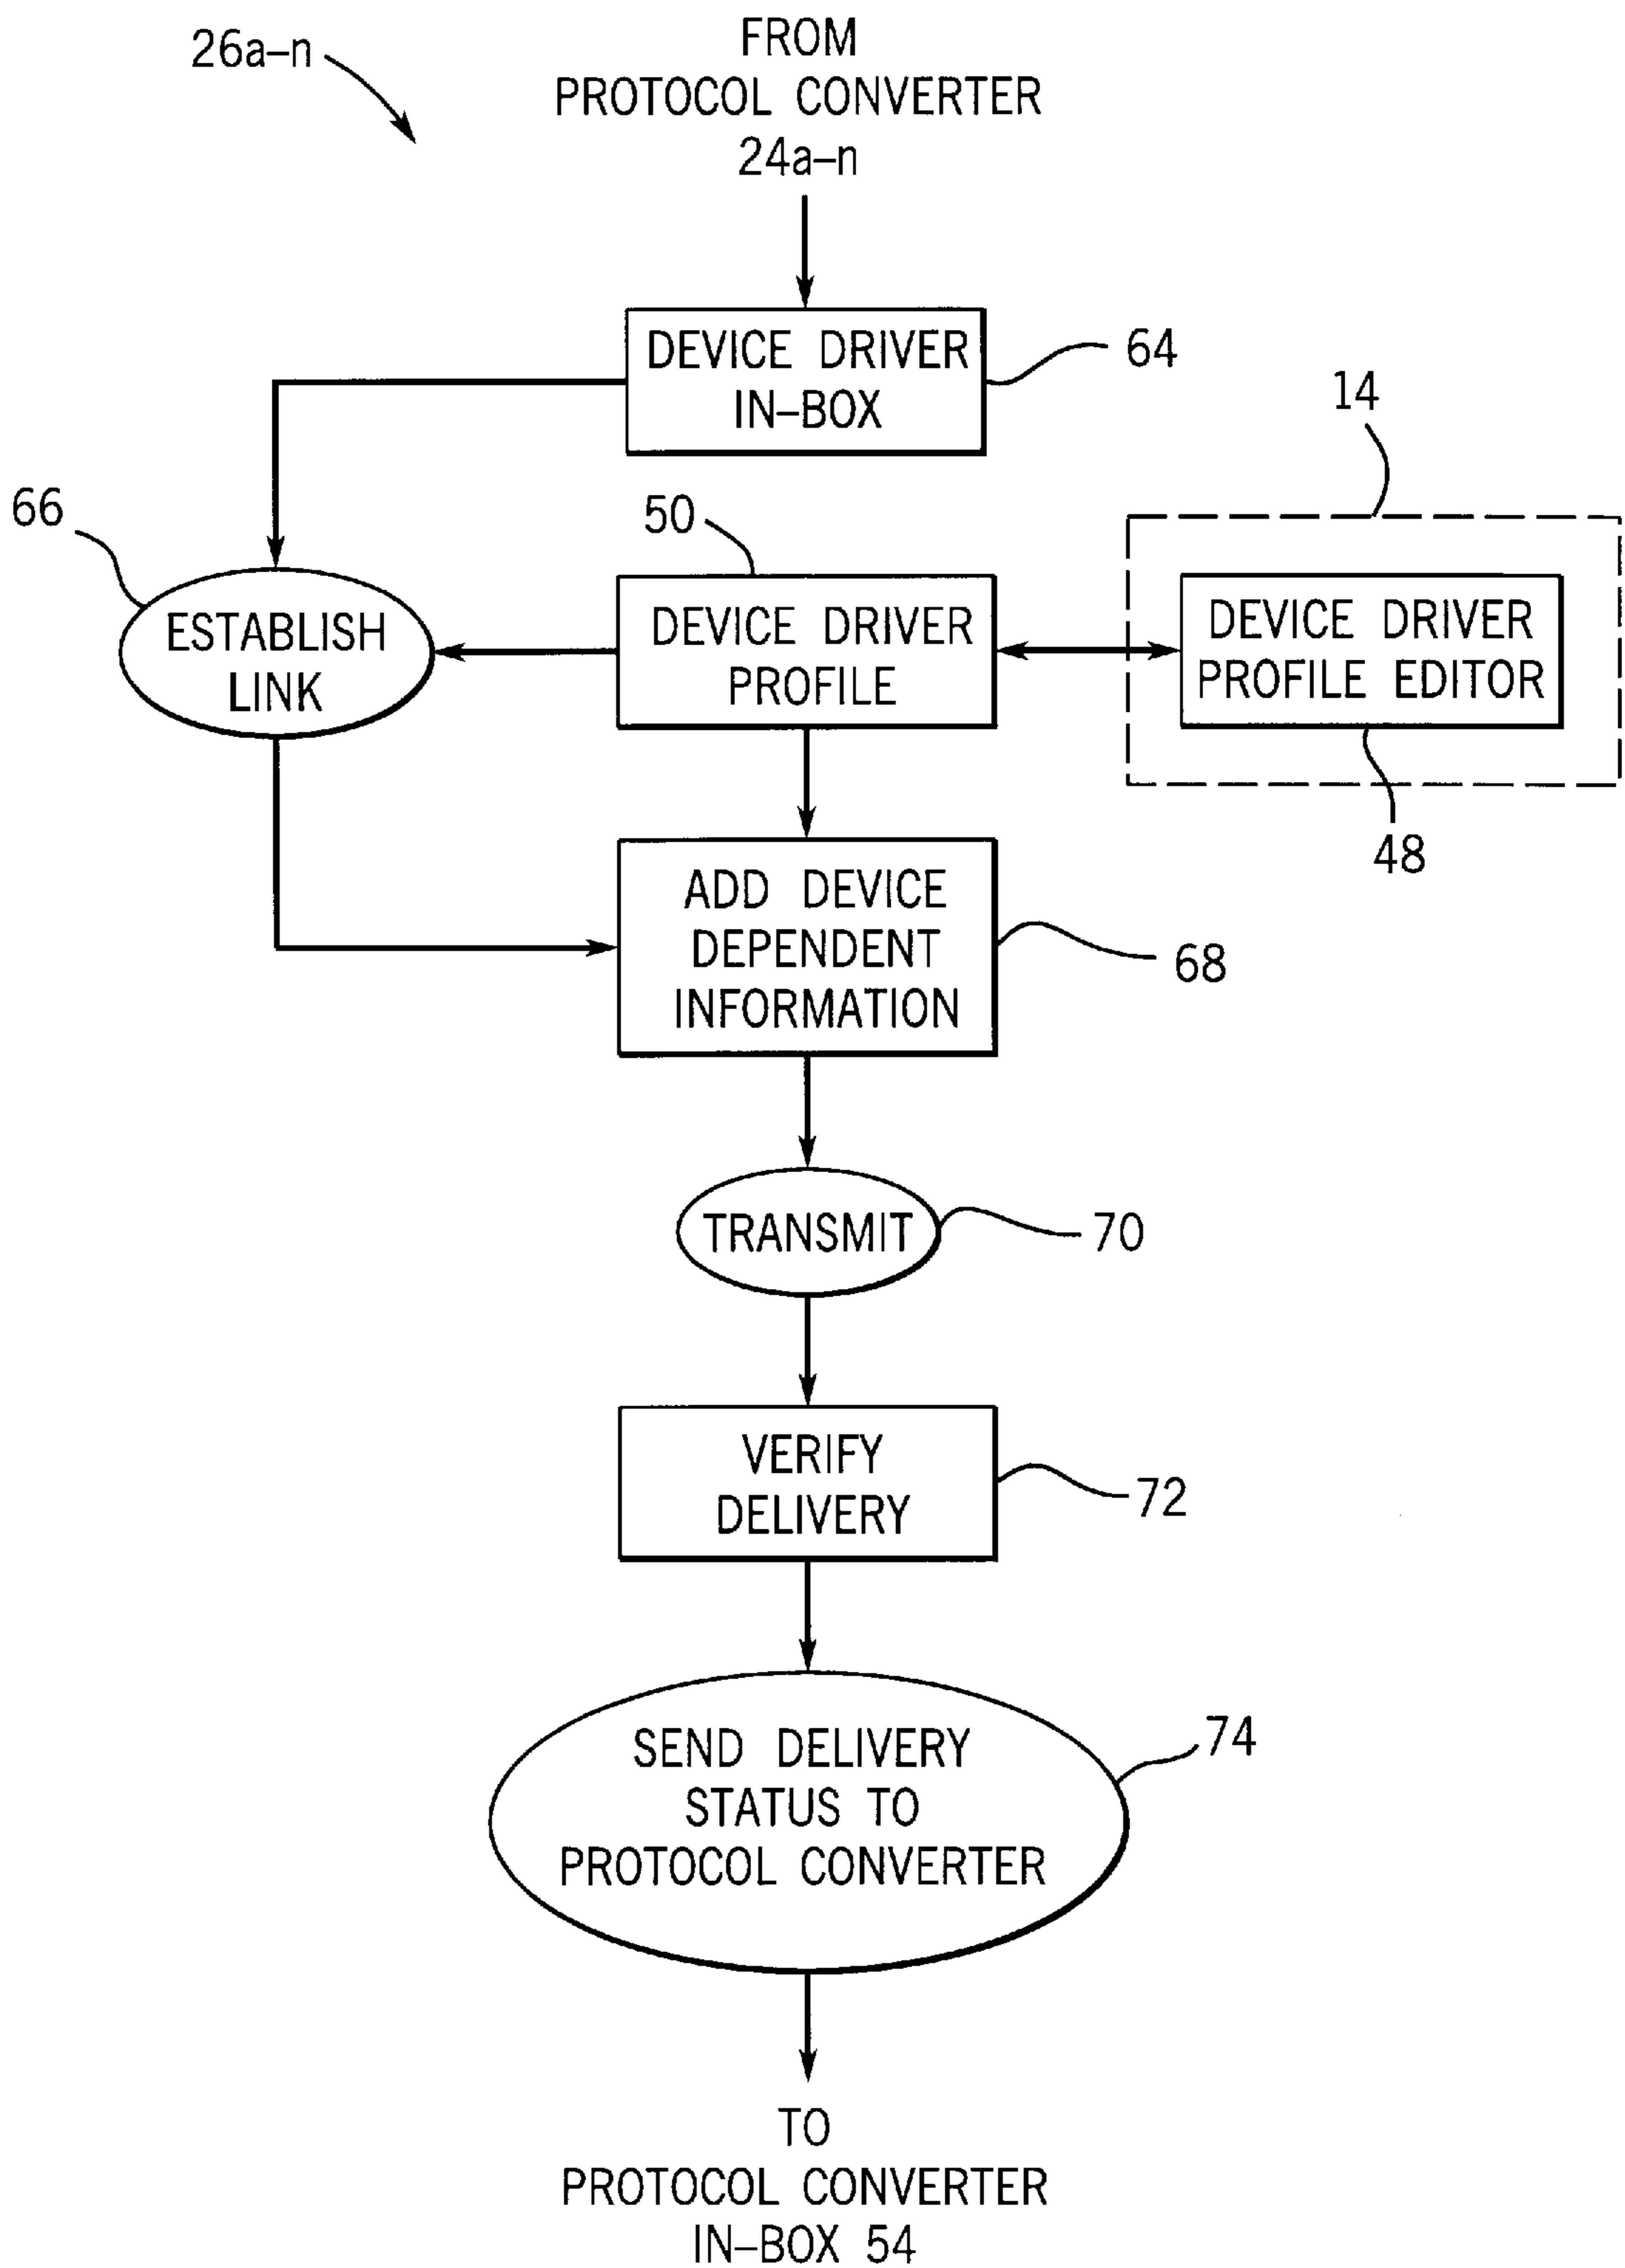 26a–n
FROM
PROTOCOL CONVERTER
24a–n
DEVICE DRIVER
IN–BOX
64
14
66
50
ESTABLISH
LINK
DEVICE DRIVER
PROFILE
DEVICE DRIVER
PROFILE EDITOR
48
ADD DEVICE
DEPENDENT
INFORMATION
68
TRANSMIT
70
VERIFY
DELIVERY
72
SEND DELIVERY
STATUS TO
PROTOCOL CONVERTER
74
TO
PROTOCOL CONVERTER
IN–BOX 54